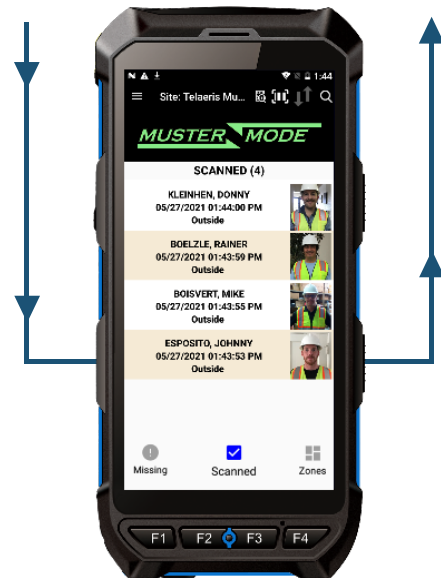 1:44
Site: Telaeris Mu...
MUSTER MODE
SCANNED (4)
KLEINHEN, DONNY
05/27/2021 01:44:00 PM
Outside
BOELZLE, RAINER
05/27/2021 01:43:59 PM
Outside
BOISVERT, MIKE
05/27/2021 01:43:55 PM
Outside
ESPOSITO, JOHNNY
05/27/2021 01:43:53 PM
Outside
Missing
Scanned
Zones
F1 F2 F3 F4